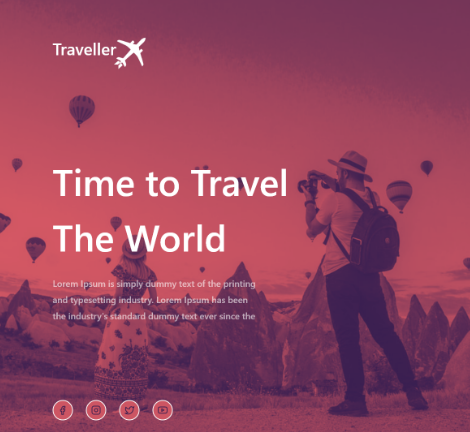 Traveller
Time to Travel
The World
Lorem Ipsum is simply dummy text of the printing
and typesetting industry. Lorem Ipsum has been
the industry's standard dummy text ever since the